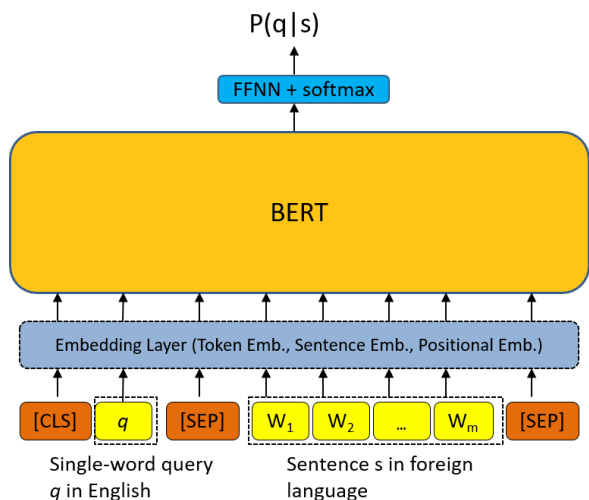 P(q|s)
FFNN + softmax
BERT
Embedding Layer (Token Emb., Sentence Emb., Positional Emb.)
[CLS] q [SEP] W₁ W₂ ... Wₘ [SEP]
Single-word query
q in English
Sentence s in foreign
language